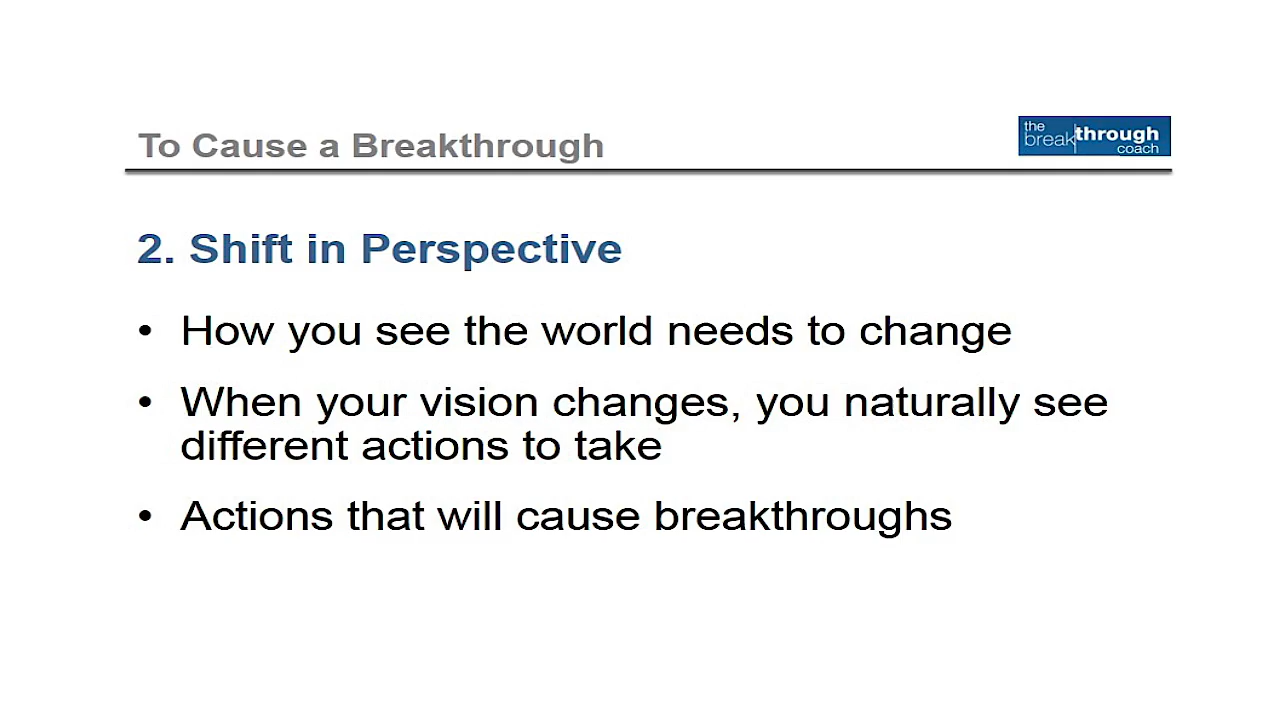 To Cause a Breakthrough
the
breakthrough
coach
2. Shift in Perspective
• How you see the world needs to change
• When your vision changes, you naturally see
different actions to take
• Actions that will cause breakthroughs